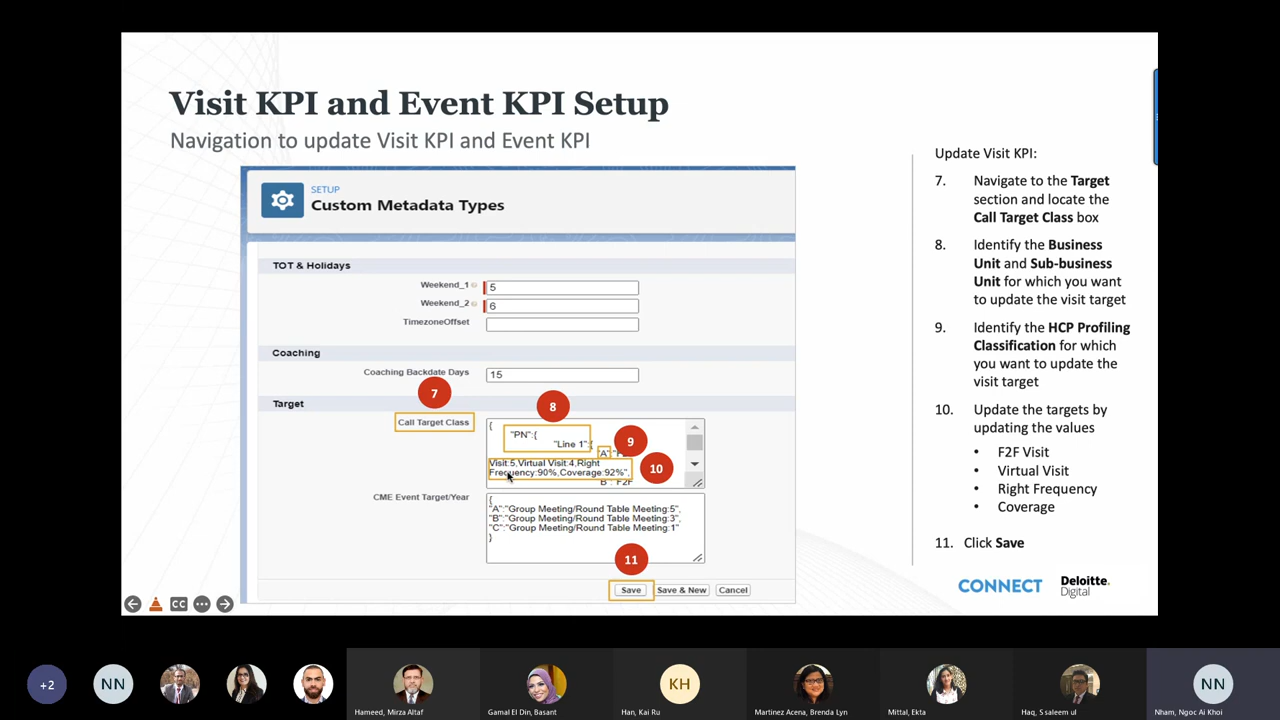 Visit KPI and Event KPI Setup
Navigation to update Visit KPI and Event KPI
SETUP
Custom Metadata Types
TOT & Holidays
Weekend_1
5
Weekend_2
6
TimezoneOffset
Coaching
Coaching Backdate Days
15
7
Target
8
Call Target Class
{
"PN":{
"Line 1":{
9
"A":"F2F
Visit:5,Virtual Visit:4,Right
Frequency:90%,Coverage:92%",
10
"B":"F2F
CME Event Target/Year
{
"A":"Group Meeting/Round Table Meeting:5",
"B":"Group Meeting/Round Table Meeting:3",
"C":"Group Meeting/Round Table Meeting:1"
}
11
Save
Save & New
Cancel
Update Visit KPI:
7. Navigate to the Target
section and locate the
Call Target Class box
8. Identify the Business
Unit and Sub-business
Unit for which you want
to update the visit target
9. Identify the HCP Profiling
Classification for which
you want to update the
visit target
10. Update the targets by
updating the values
• F2F Visit
• Virtual Visit
• Right Frequency
• Coverage
11. Click Save
CONNECT
Deloitte.
Digital
CC
+2
NN
KH
NN
Hameed, Mirza Altaf
Gamal El Din, Basant
Han, Kai Ru
Martinez Acena, Brenda Lyn
Mittal, Ekta
Haq, S saleem ul
Nham, Ngoc Ai Khoi